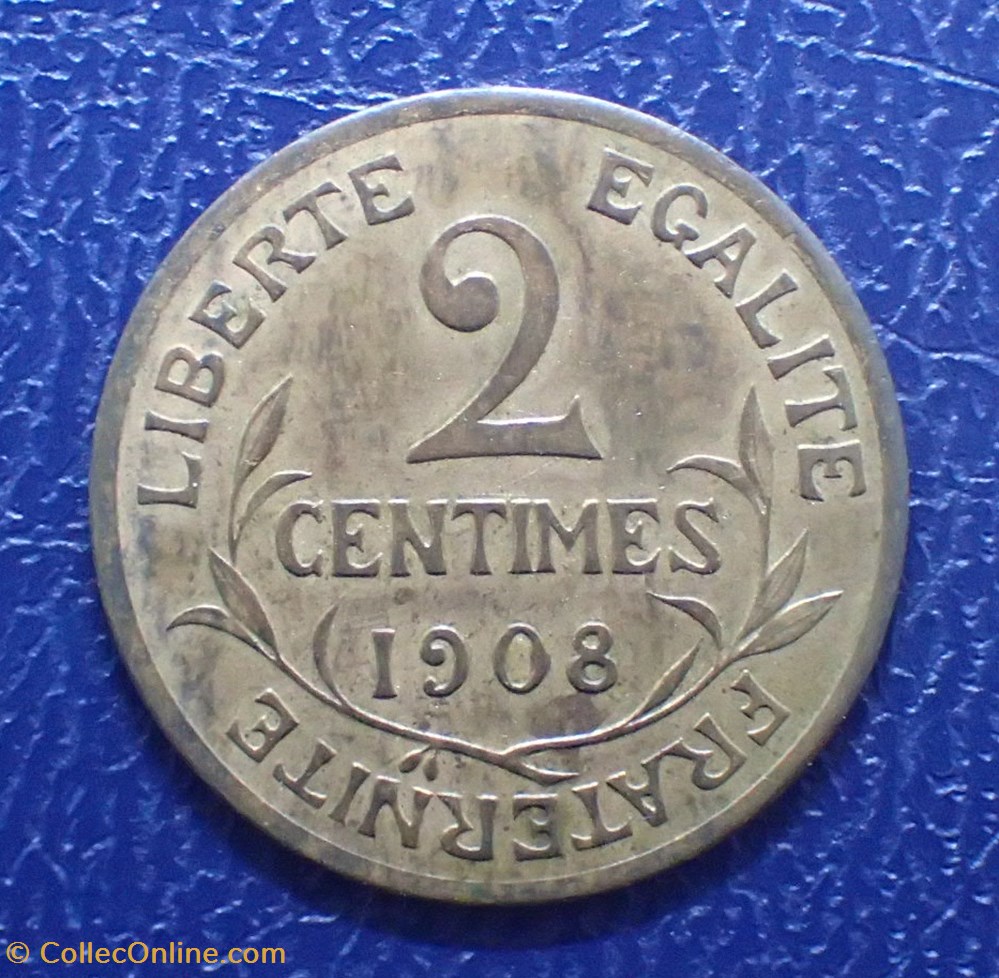 LIBERTE EGALITE FRATERNITE
2
CENTIMES
1908
© CollecOnline.com